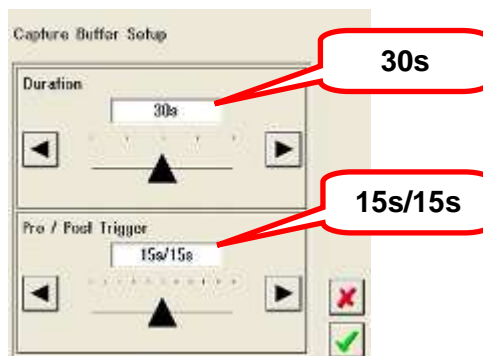 Capture Buffer Setup
30s
Duration
30s
15s/15s
Pre / Post Trigger
15s/15s